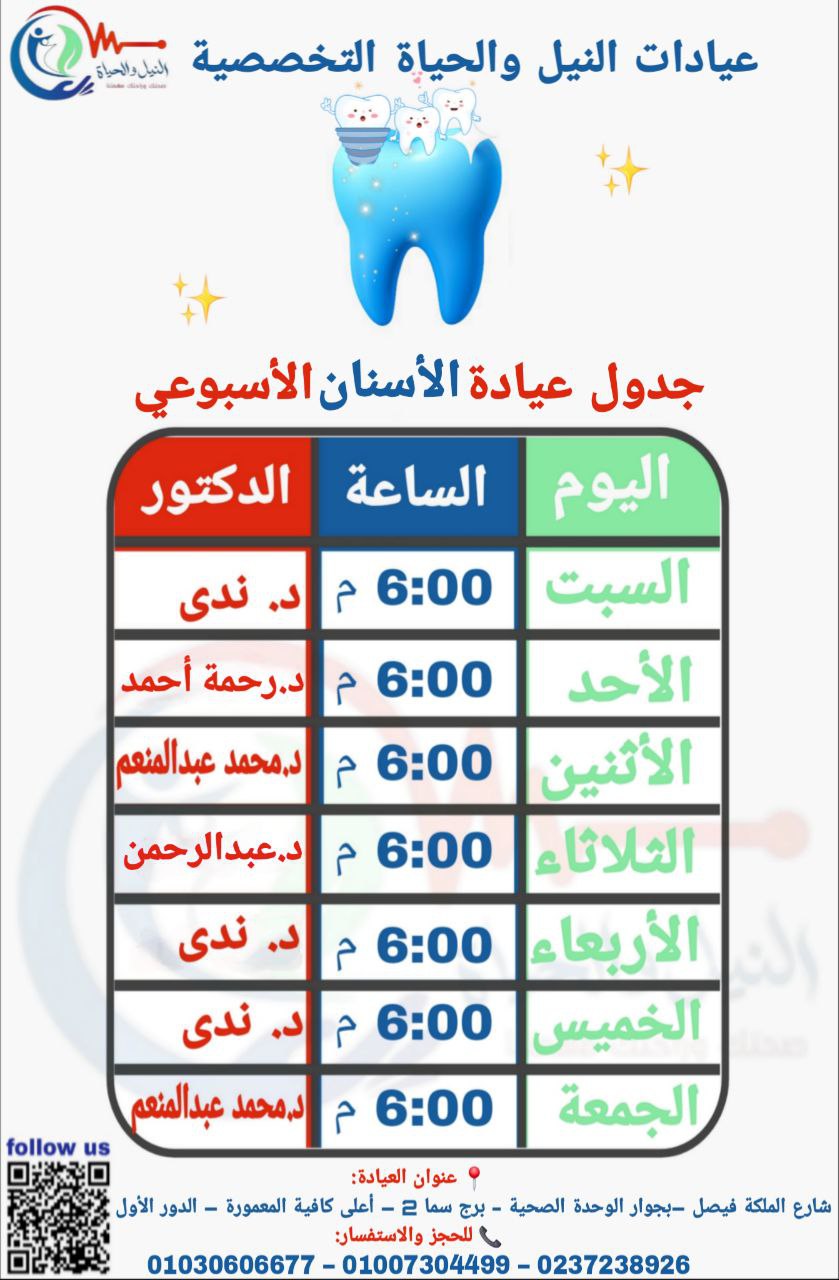 النيل والحياة
صحتك وراحتك هدفنا
عيادات النيل والحياة التخصصية
جدول عيادة الأسنان الأسبوعي
اليوم الساعة الدكتور
السبت 6:00 م د. ندى
الأحد 6:00 م د.رحمة أحمد
الأثنين 6:00 م د.محمد عبدالمنعم
الثلاثاء 6:00 م د.عبدالرحمن
الأربعاء 6:00 م د. ندى
الخميس 6:00 م د. ندى
الجمعة 6:00 م د.محمد عبدالمنعم
follow us
📍 عنوان العيادة:
شارع الملكة فيصل –بجوار الوحدة الصحية - برج سما 2 – أعلى كافية المعمورة – الدور الأول
📞 للحجز والاستفسار:
01030606677 – 01007304499 – 0237238926